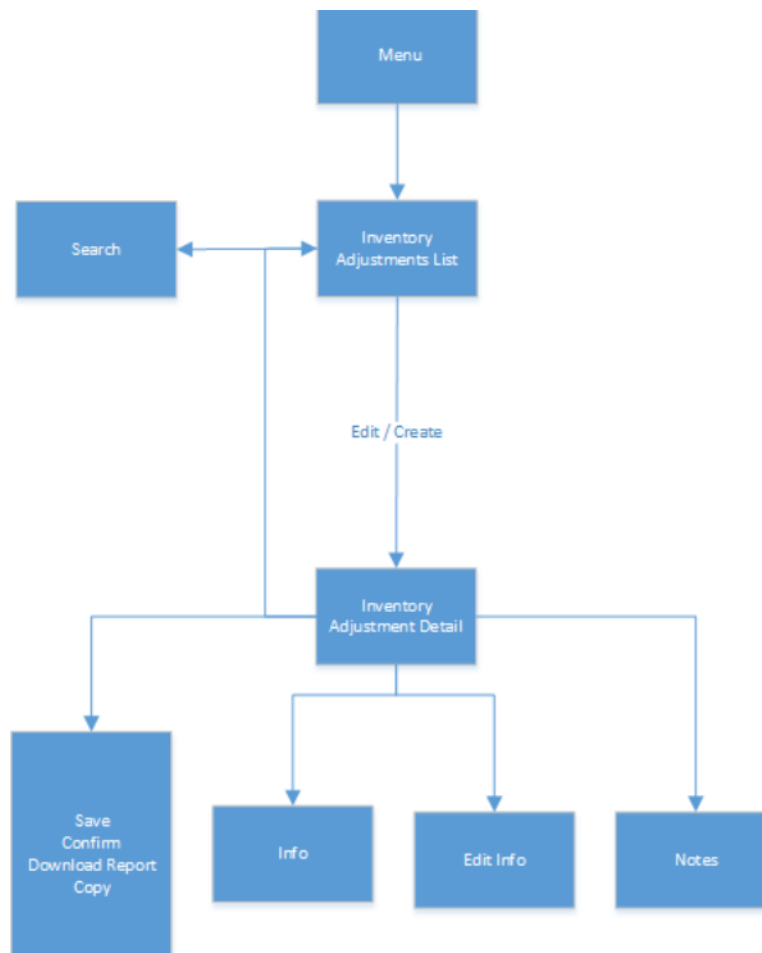 Menu
Search
Inventory
Adjustments List
Edit / Create
Inventory
Adjustment Detail
Save
Confirm
Download Report
Copy
Info
Edit Info
Notes